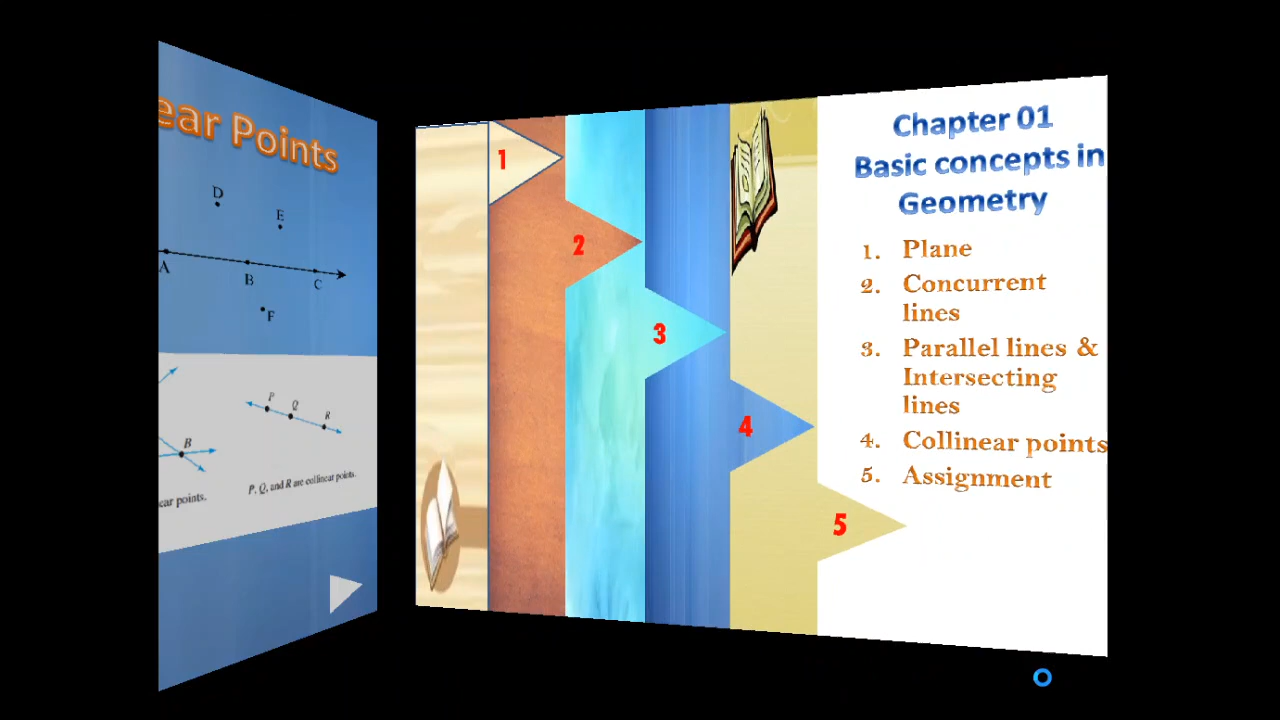 ear Points
D
E
A
B
C
F
P
Q
R
B
P, Q, and R are collinear points.
ear points.
1
2
3
4
5
Chapter 01
Basic concepts in
Geometry
1. Plane
2. Concurrent
lines
3. Parallel lines &
Intersecting
lines
4. Collinear points
5. Assignment